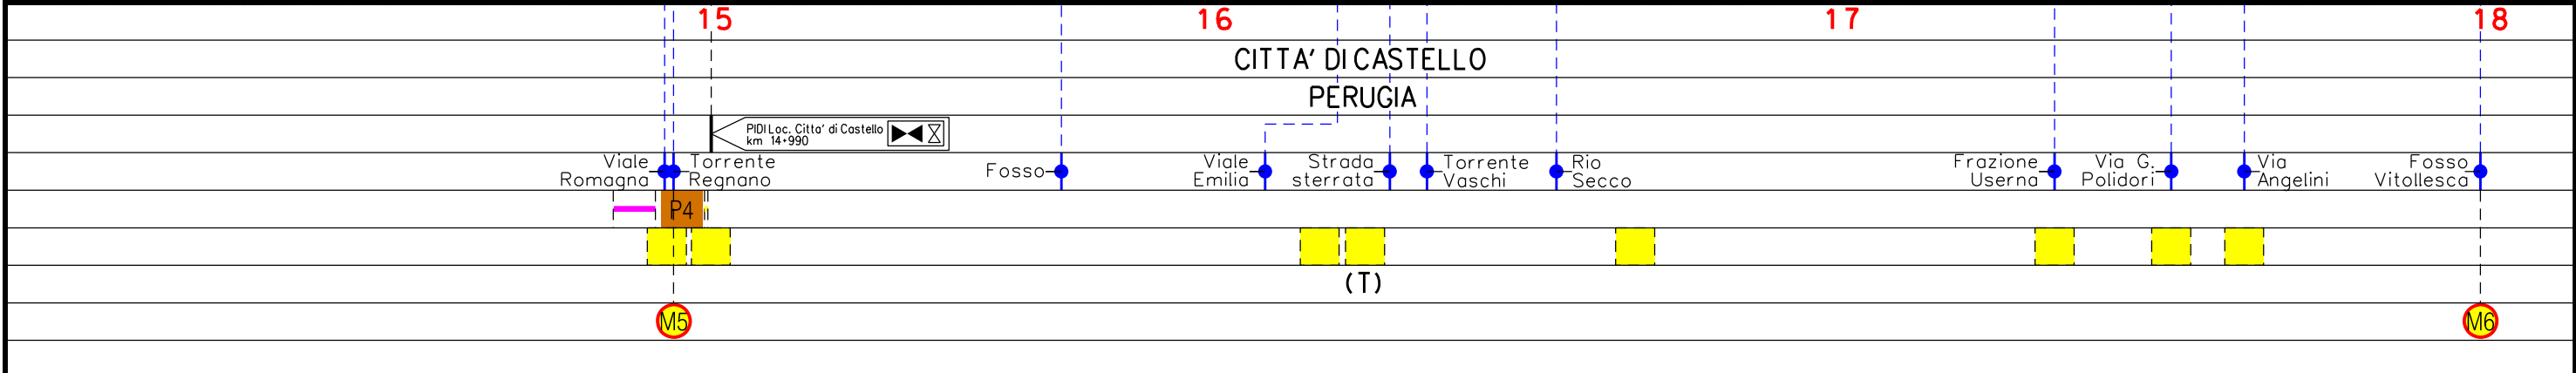 15 16 17 18
CITTA' DI CASTELLO
PERUGIA
PIDI Loc. Citta' di Castello
km 14+990
Viale
Romagna
Torrente
Regnano
Fosso
Viale
Emilia
Strada
sterrata
Torrente
Vaschi
Rio
Secco
Frazione
Userna
Via G.
Polidori
Via
Angelini
Fosso
Vitollesca
P4
(T)
M5 M6